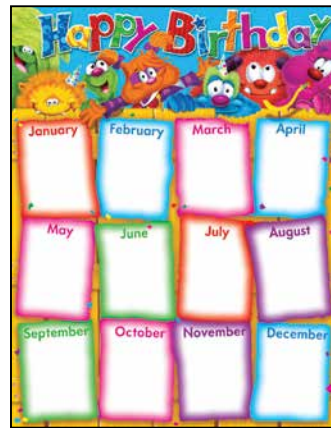 Happy Birthday
January February March April
May June July August
September October November December